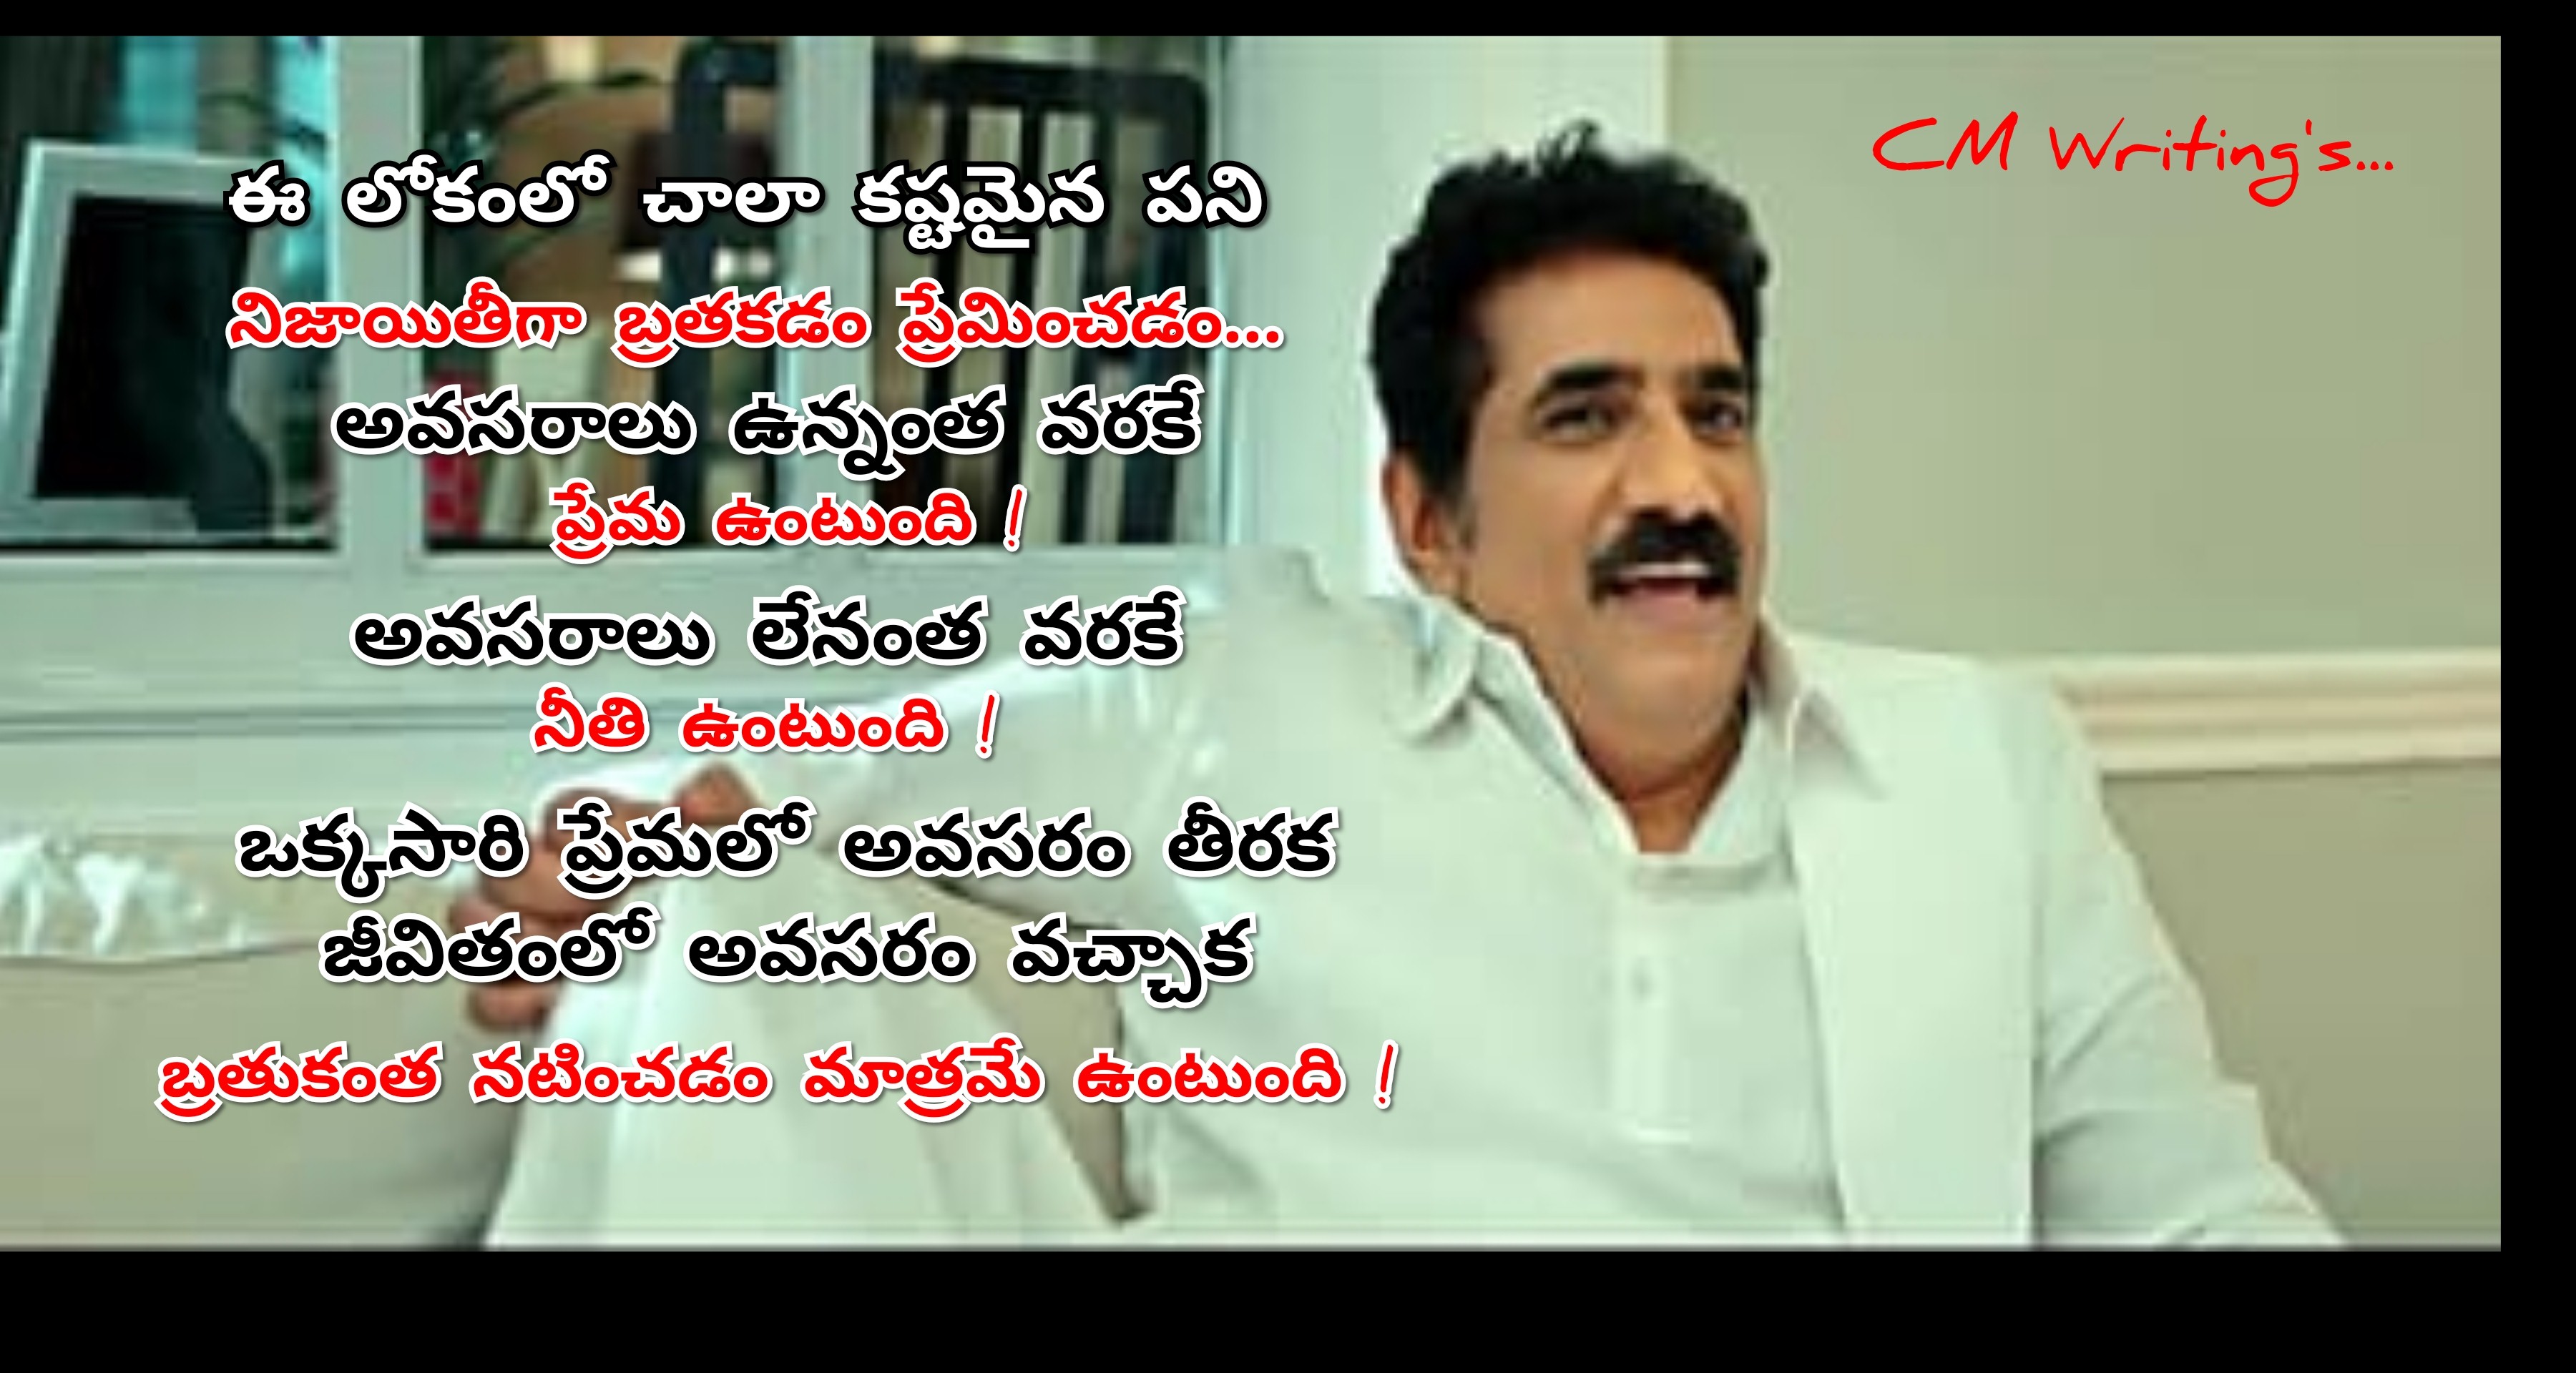 CM Writing's...
ఈ లోకంలో చాలా కష్టమైన పని
నిజాయితీగా బ్రతకడం ప్రేమించడం...
అవసరాలు ఉన్నంత వరకే
ప్రేమ ఉంటుంది !
అవసరాలు లేనంత వరకే
నీతి ఉంటుంది !
ఒక్కసారి ప్రేమలో అవసరం తీరక
జీవితంలో అవసరం వచ్చాక
బ్రతుకంత నటించడం మాత్రమే ఉంటుంది !